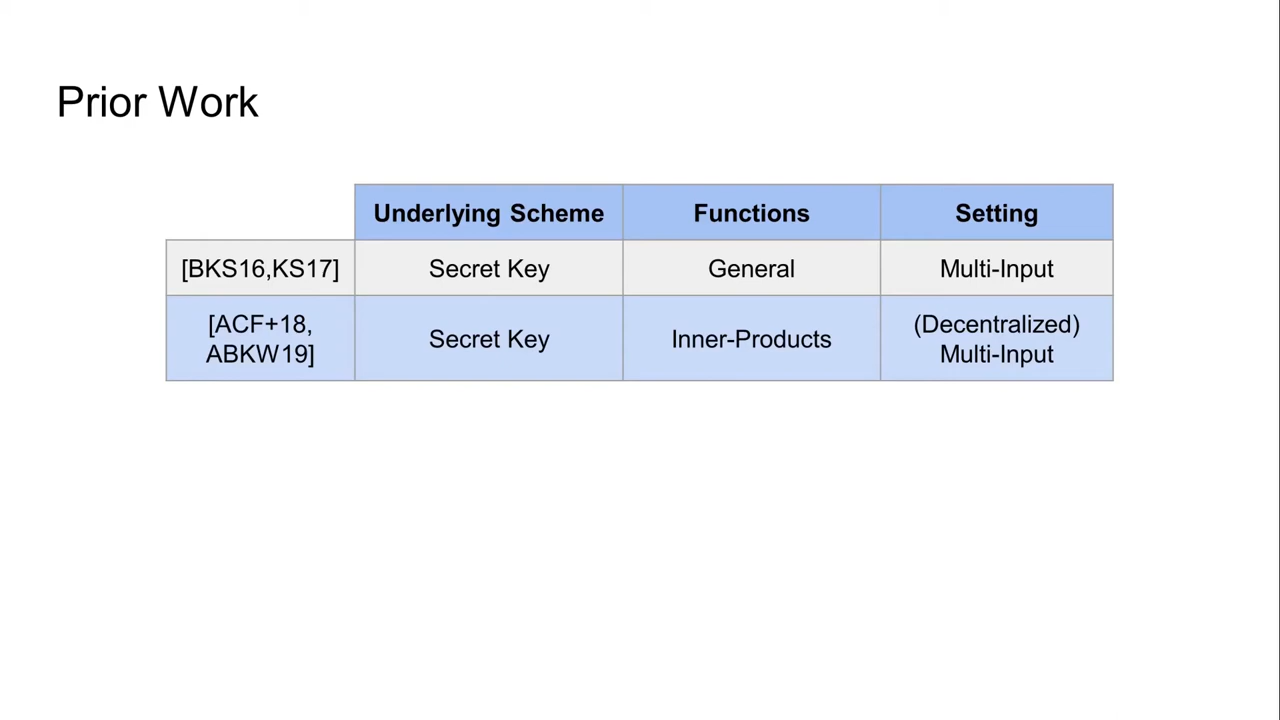 Prior Work
Underlying Scheme Functions Setting
[BKS16,KS17] Secret Key General Multi-Input
[ACF+18,
ABKW19] Secret Key Inner-Products (Decentralized)
Multi-Input